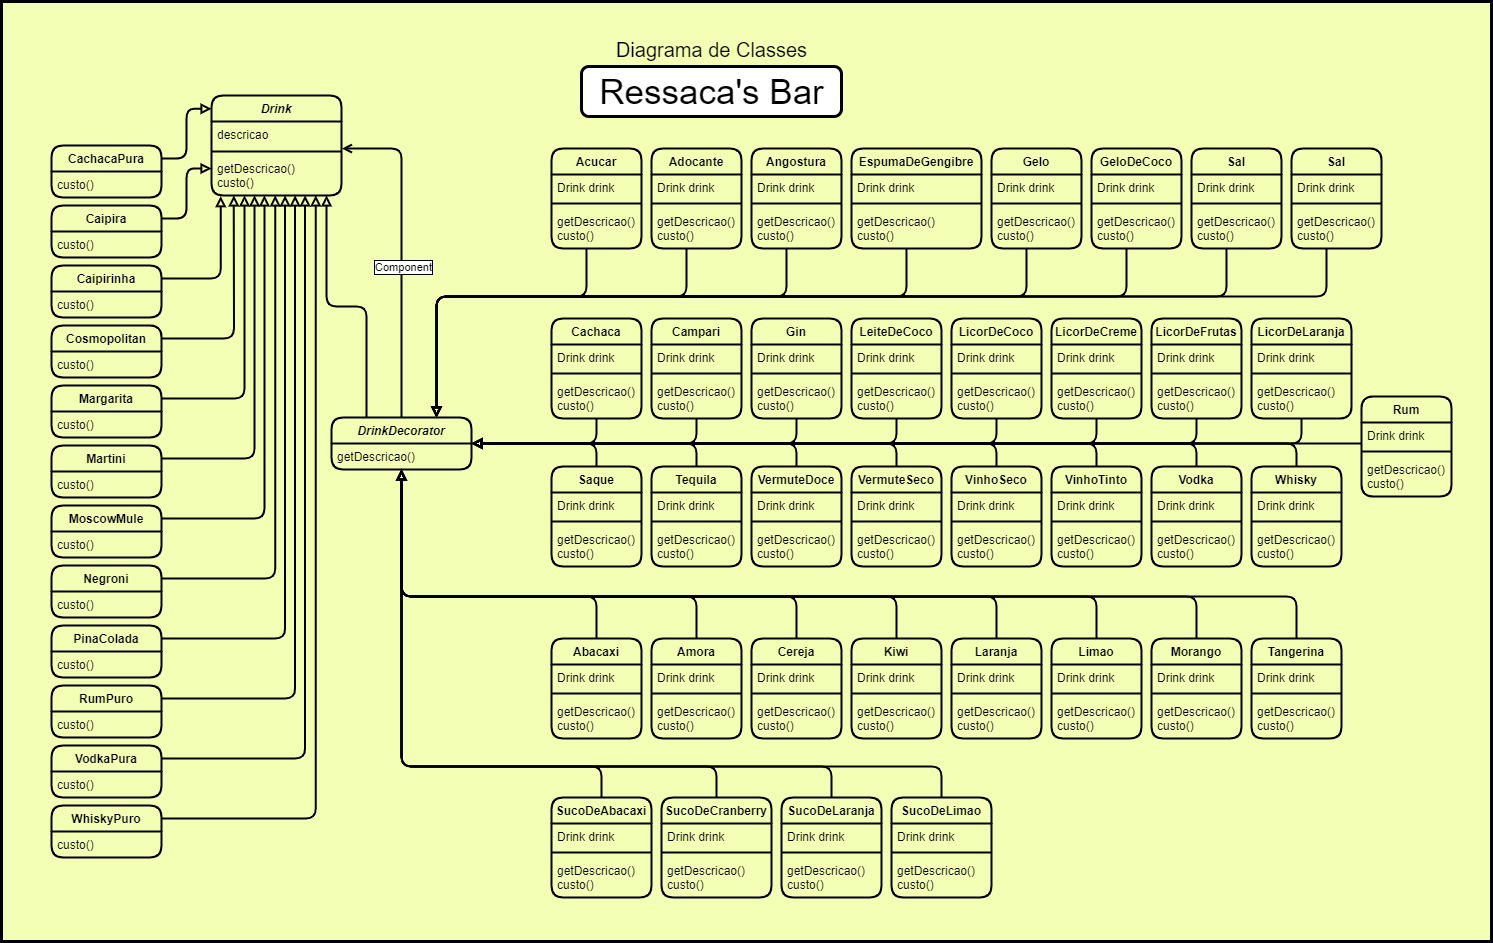 Diagrama de Classes
Ressaca's Bar
Drink
descricao
getDescricao()
custo()
CachacaPura
custo()
Caipira
custo()
Caipirinha
custo()
Cosmopolitan
custo()
Margarita
custo()
Martini
custo()
MoscowMule
custo()
Negroni
custo()
PinaColada
custo()
RumPuro
custo()
VodkaPura
custo()
WhiskyPuro
custo()
Component
DrinkDecorator
getDescricao()
Acucar
Drink drink
getDescricao()
custo()
Adocante
Drink drink
getDescricao()
custo()
Angostura
Drink drink
getDescricao()
custo()
EspumaDeGengibre
Drink drink
getDescricao()
custo()
Gelo
Drink drink
getDescricao()
custo()
GeloDeCoco
Drink drink
getDescricao()
custo()
Sal
Drink drink
getDescricao()
custo()
Sal
Drink drink
getDescricao()
custo()
Cachaca
Drink drink
getDescricao()
custo()
Campari
Drink drink
getDescricao()
custo()
Gin
Drink drink
getDescricao()
custo()
LeiteDeCoco
Drink drink
getDescricao()
custo()
LicorDeCoco
Drink drink
getDescricao()
custo()
LicorDeCreme
Drink drink
getDescricao()
custo()
LicorDeFrutas
Drink drink
getDescricao()
custo()
LicorDeLaranja
Drink drink
getDescricao()
custo()
Rum
Drink drink
getDescricao()
custo()
Saque
Drink drink
getDescricao()
custo()
Tequila
Drink drink
getDescricao()
custo()
VermuteDoce
Drink drink
getDescricao()
custo()
VermuteSeco
Drink drink
getDescricao()
custo()
VinhoSeco
Drink drink
getDescricao()
custo()
VinhoTinto
Drink drink
getDescricao()
custo()
Vodka
Drink drink
getDescricao()
custo()
Whisky
Drink drink
getDescricao()
custo()
Abacaxi
Drink drink
getDescricao()
custo()
Amora
Drink drink
getDescricao()
custo()
Cereja
Drink drink
getDescricao()
custo()
Kiwi
Drink drink
getDescricao()
custo()
Laranja
Drink drink
getDescricao()
custo()
Limao
Drink drink
getDescricao()
custo()
Morango
Drink drink
getDescricao()
custo()
Tangerina
Drink drink
getDescricao()
custo()
SucoDeAbacaxi
Drink drink
getDescricao()
custo()
SucoDeCranberry
Drink drink
getDescricao()
custo()
SucoDeLaranja
Drink drink
getDescricao()
custo()
SucoDeLimao
Drink drink
getDescricao()
custo()